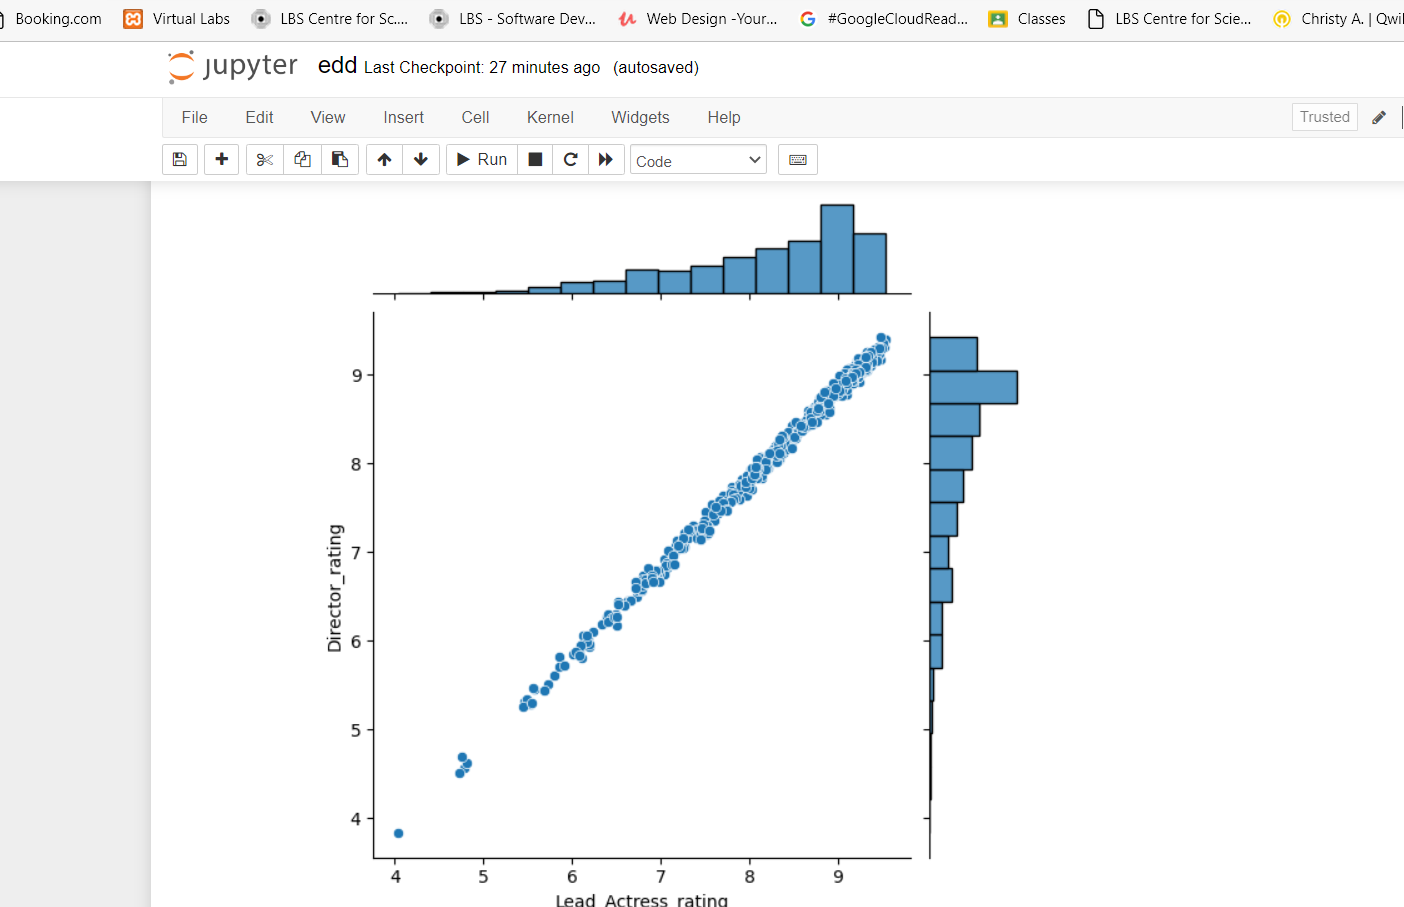 Booking.com Virtual Labs LBS Centre for Sc.... LBS - Software Dev... Web Design -Your... #GoogleCloudRead... Classes LBS Centre for Scie... Christy A. | Qwi
jupyter edd Last Checkpoint: 27 minutes ago (autosaved)
File Edit View Insert Cell Kernel Widgets Help Trusted
Run Code
9
8
7
6
5
4
Director_rating
4 5 6 7 8 9
Lead_Actress_rating